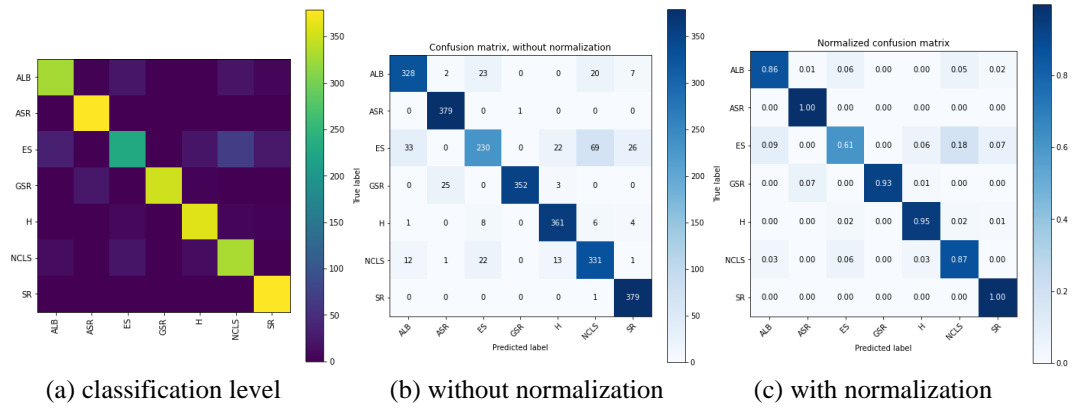 ALB
ASR
ES
GSR
H
NCLS
SR
ALB
ASR
ES
GSR
H
NCLS
SR
350
300
250
200
150
100
50
0
(a) classification level
Confusion matrix, without normalization
True label
ALB 328 2 23 0 0 20 7
ASR 0 379 0 1 0 0 0
ES 33 0 230 0 22 69 26
GSR 0 25 0 352 3 0 0
H 1 0 8 0 361 6 4
NCLS 12 1 22 0 13 331 1
SR 0 0 0 0 0 1 379
ALB ASR ES GSR H NCLS SR
Predicted label
350
300
250
200
150
100
50
0
(b) without normalization
Normalized confusion matrix
True label
ALB 0.86 0.01 0.06 0.00 0.00 0.05 0.02
ASR 0.00 1.00 0.00 0.00 0.00 0.00 0.00
ES 0.09 0.00 0.61 0.00 0.06 0.18 0.07
GSR 0.00 0.07 0.00 0.93 0.01 0.00 0.00
H 0.00 0.00 0.02 0.00 0.95 0.02 0.01
NCLS 0.03 0.00 0.06 0.00 0.03 0.87 0.00
SR 0.00 0.00 0.00 0.00 0.00 0.00 1.00
ALB ASR ES GSR H NCLS SR
Predicted label
0.8
0.6
0.4
0.2
0.0
(c) with normalization